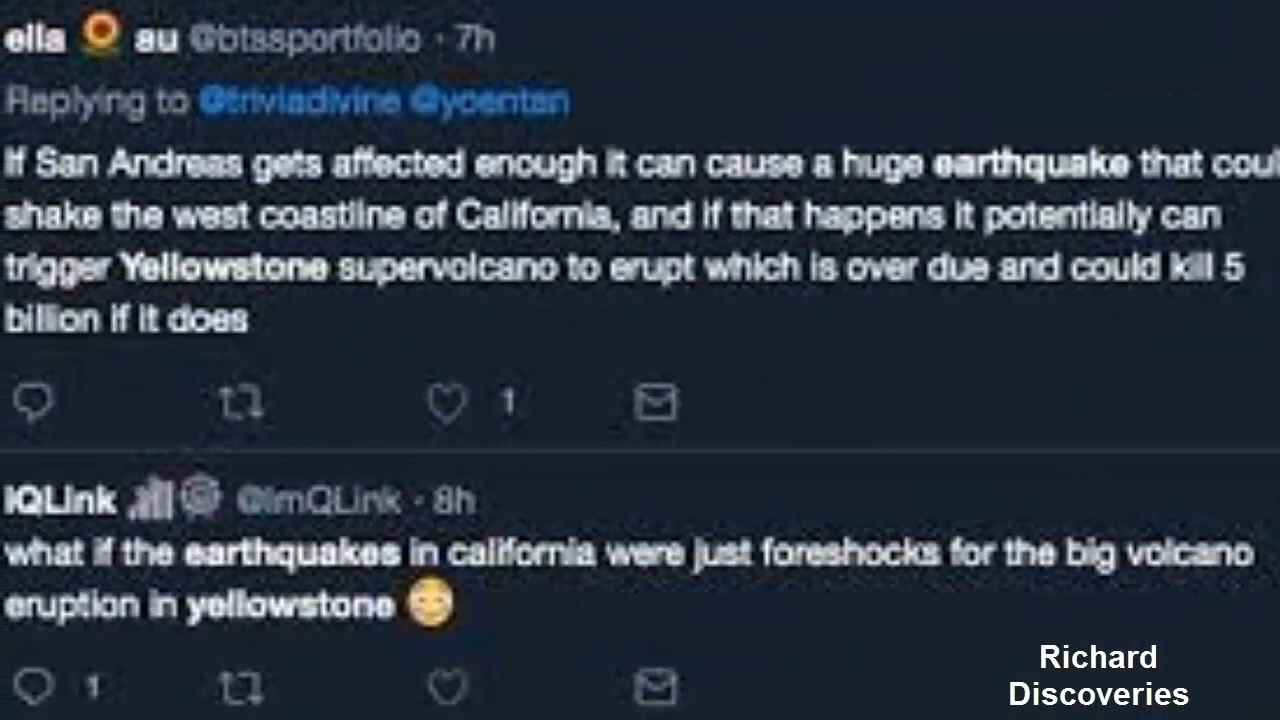 ella 🌻 au @btssportfolio · 7h
Replying to @triviadivine @yoentan
If San Andreas gets affected enough it can cause a huge earthquake that coul
shake the west coastline of California, and if that happens it potentially can
trigger Yellowstone supervolcano to erupt which is over due and could kill 5
billion if it does
1
IQLink @ImQLink · 8h
what if the earthquakes in california were just foreshocks for the big volcano
eruption in yellowstone 😳
1
Richard
Discoveries